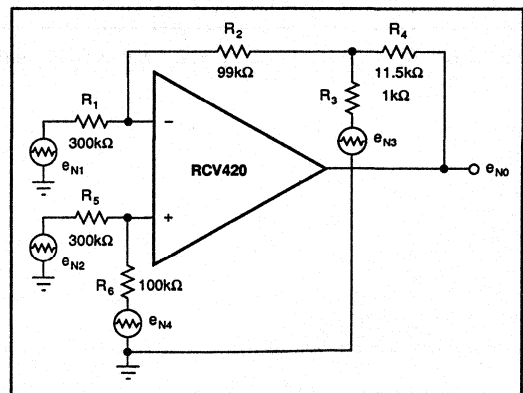 R2
99kΩ
R4
11.5kΩ
R3
1kΩ
eN3
R1
300kΩ
eN1
−
RCV420
eN0
R5
300kΩ
+
eN2
R6
100kΩ
eN4